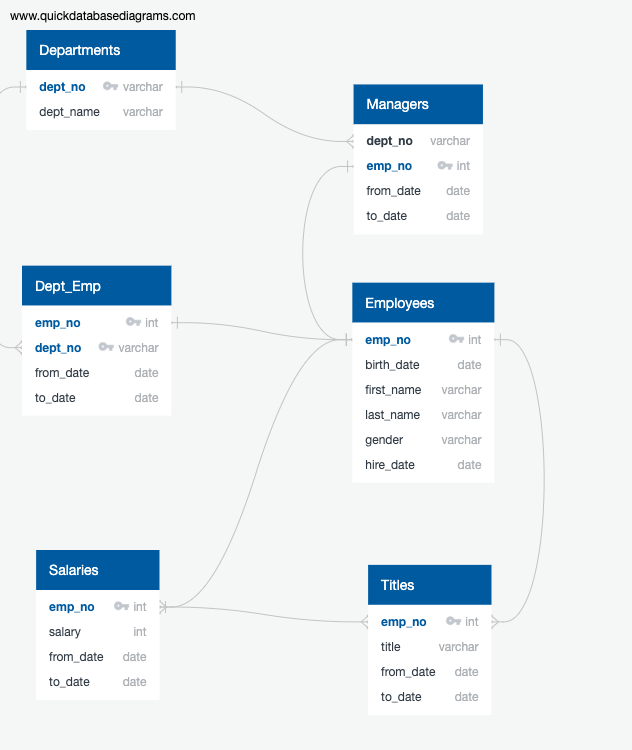 www.quickdatabasediagrams.com
Departments
dept_no varchar
dept_name varchar
Managers
dept_no varchar
emp_no int
from_date date
to_date date
Dept_Emp
emp_no int
dept_no varchar
from_date date
to_date date
Employees
emp_no int
birth_date date
first_name varchar
last_name varchar
gender varchar
hire_date date
Salaries
emp_no int
salary int
from_date date
to_date date
Titles
emp_no int
title varchar
from_date date
to_date date